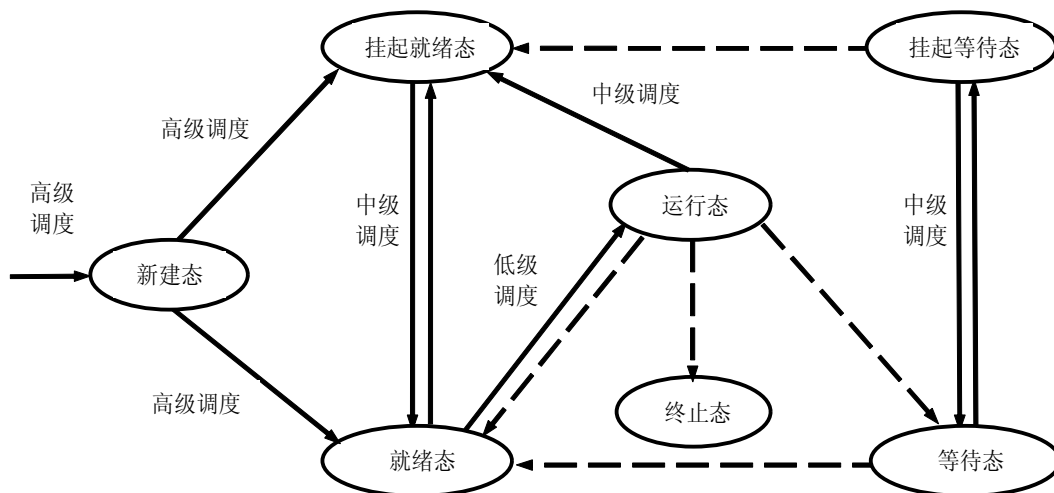 挂起就绪态
挂起等待态
中级调度
高级调度
高级
调度
中级
调度
运行态
中级
调度
新建态
低级
调度
高级调度
终止态
就绪态
等待态